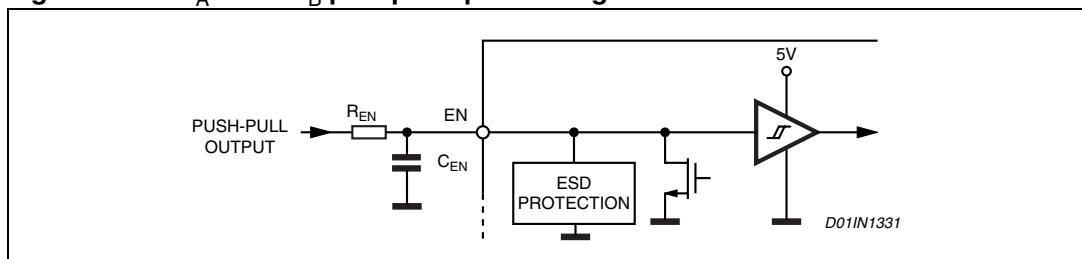 5V
R_EN
EN
PUSH-PULL
OUTPUT
C_EN
ESD
PROTECTION
D01IN1331